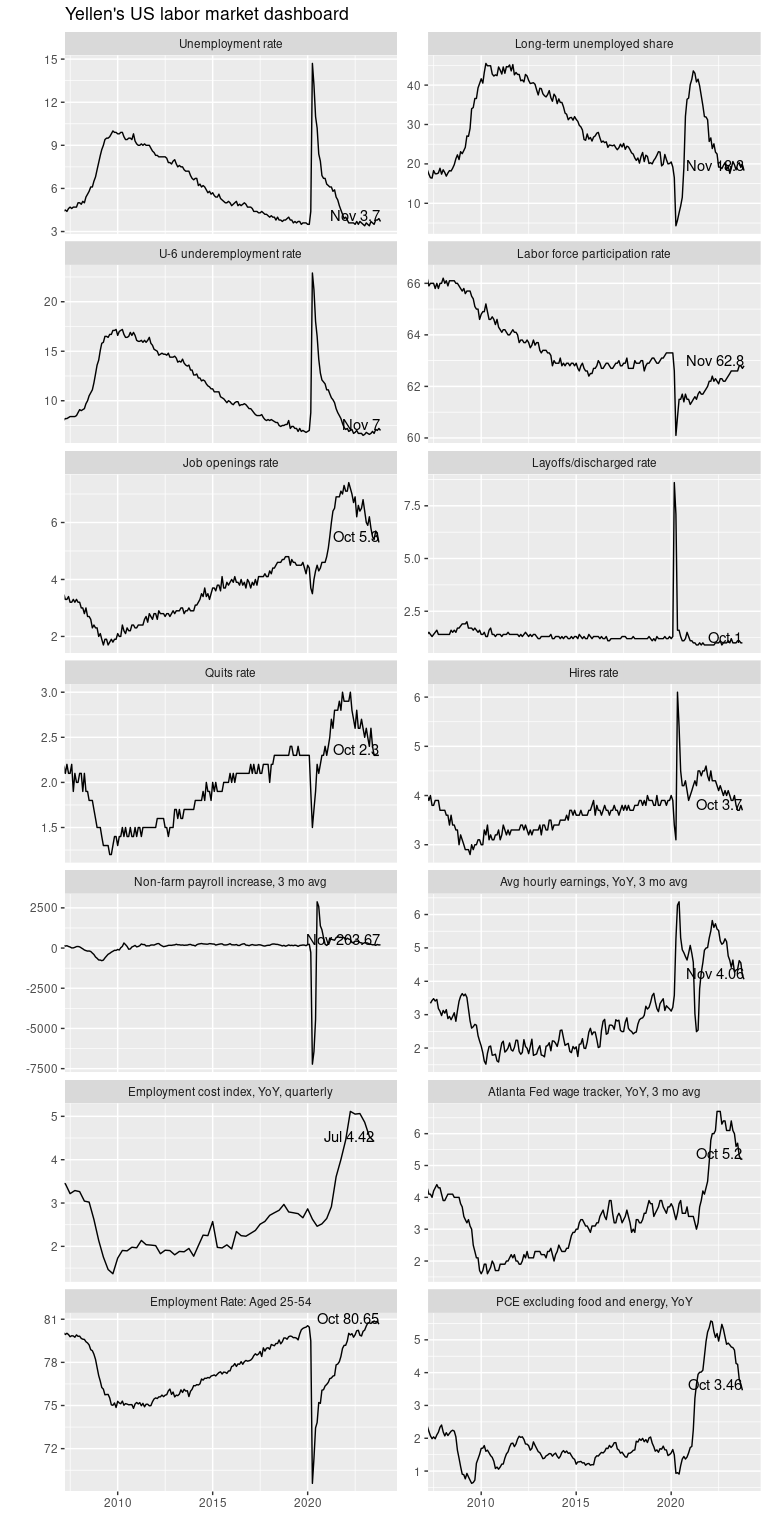 Yellen's US labor market dashboard
Unemployment rate
Long-term unemployed share
15
12
9
6
3
Nov 3.7
40
30
20
10
Nov
U-6 underemployment rate
Labor force participation rate
20
15
10
Nov 7
66
64
62
60
Nov 62.8
Job openings rate
Layoffs/discharged rate
6
4
2
Oct
7.5
5.0
2.5
Oct 1
Quits rate
Hires rate
3.0
2.5
2.0
1.5
Oct 2.3
6
5
4
3
Oct 3.7
Non-farm payroll increase, 3 mo avg
Avg hourly earnings, YoY, 3 mo avg
2500
0
-2500
-5000
-7500
Nov 203.67
6
5
4
3
2
Nov 4.06
Employment cost index, YoY, quarterly
Atlanta Fed wage tracker, YoY, 3 mo avg
5
4
3
2
Jul 4.42
6
5
4
3
2
Oct 5.2
Employment Rate: Aged 25-54
PCE excluding food and energy, YoY
81
78
75
72
Oct 80.65
5
4
3
2
1
Oct 3.46
2010
2015
2020
2010
2015
2020